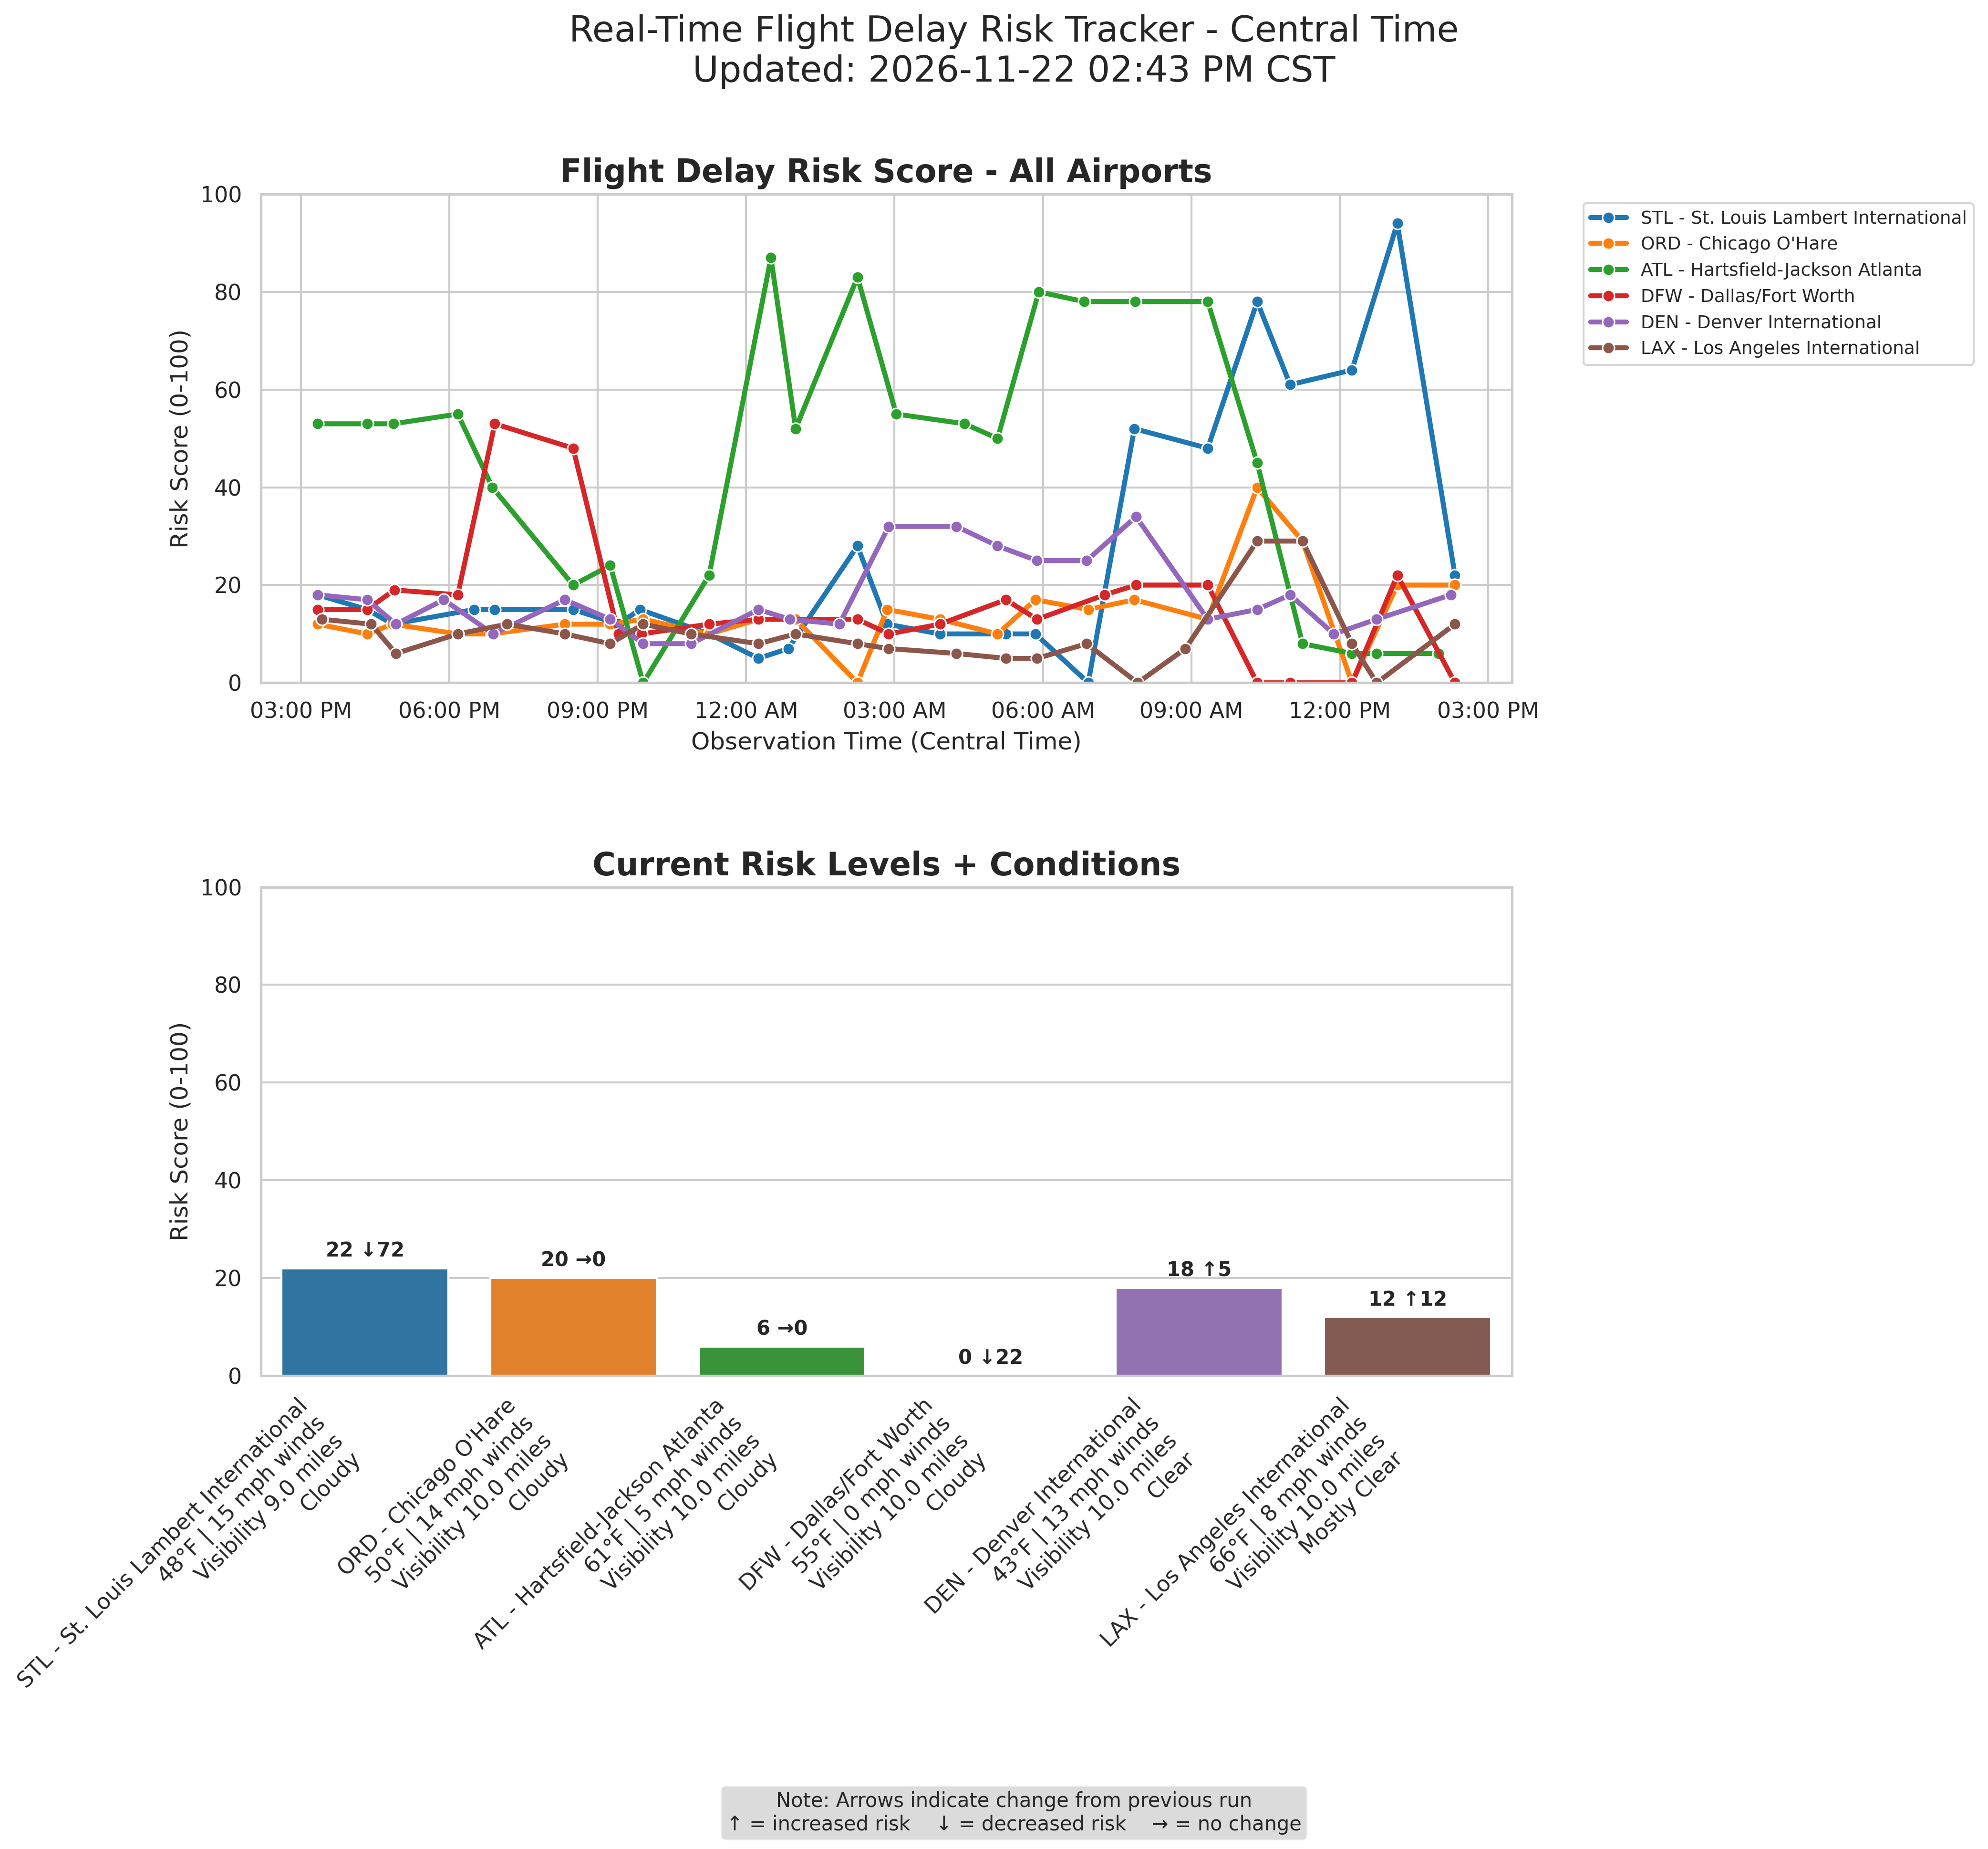 Real-Time Flight Delay Risk Tracker - Central Time
Updated: 2026-11-22 02:43 PM CST
Flight Delay Risk Score - All Airports
100
80
60
40
20
0
Risk Score (0-100)
03:00 PM
06:00 PM
09:00 PM
12:00 AM
03:00 AM
06:00 AM
09:00 AM
12:00 PM
03:00 PM
Observation Time (Central Time)
STL - St. Louis Lambert International
ORD - Chicago O'Hare
ATL - Hartsfield-Jackson Atlanta
DFW - Dallas/Fort Worth
DEN - Denver International
LAX - Los Angeles International
Current Risk Levels + Conditions
100
80
60
40
20
0
Risk Score (0-100)
22 ↓72
20 →0
6 →0
0 ↓22
18 ↑5
12 ↑12
STL - St. Louis Lambert International
48°F | 15 mph winds
Visibility 9.0 miles
Cloudy
ORD - Chicago O'Hare
50°F | 14 mph winds
Visibility 10.0 miles
Cloudy
ATL - Hartsfield-Jackson Atlanta
61°F | 5 mph winds
Visibility 10.0 miles
Cloudy
DFW - Dallas/Fort Worth
55°F | 0 mph winds
Visibility 10.0 miles
Cloudy
DEN - Denver International
43°F | 13 mph winds
Visibility 10.0 miles
Clear
LAX - Los Angeles International
66°F | 8 mph winds
Visibility 10.0 miles
Mostly Clear
Note: Arrows indicate change from previous run
↑ = increased risk ↓ = decreased risk → = no change